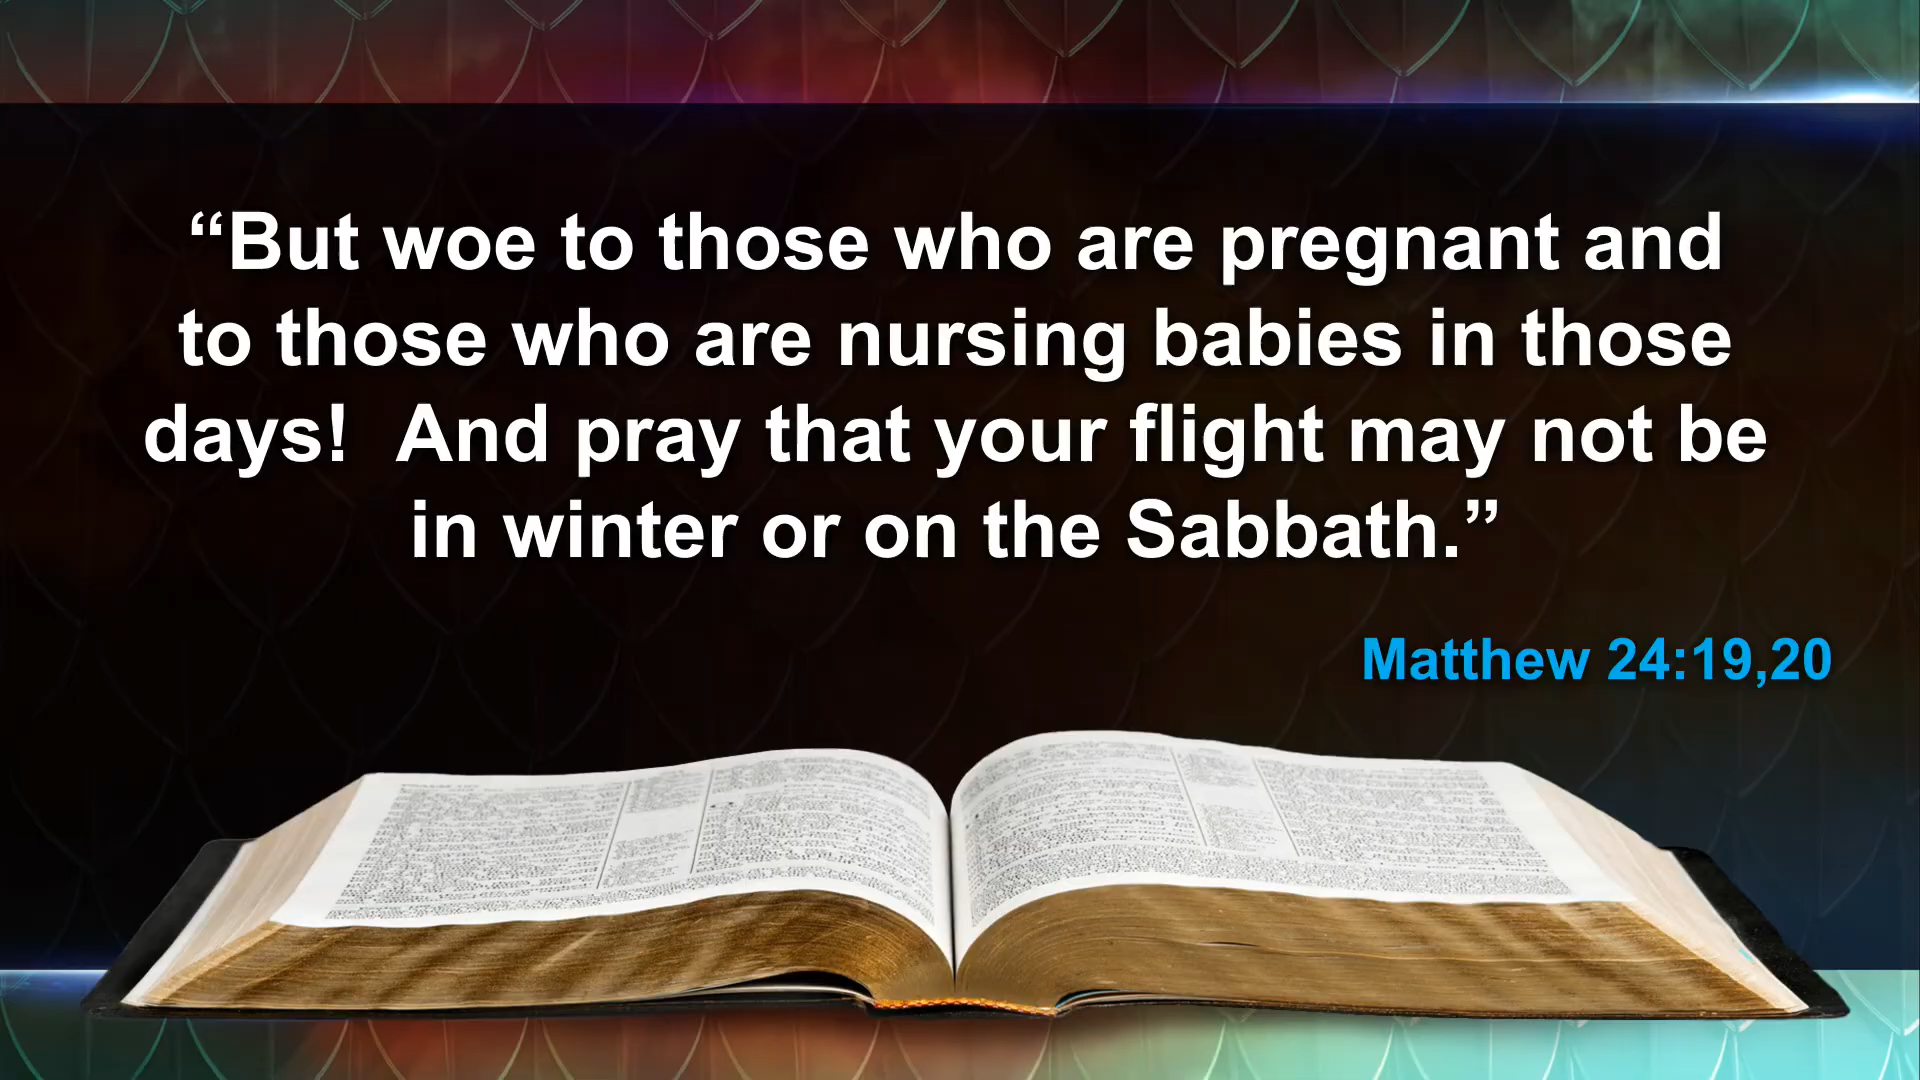 “But woe to those who are pregnant and
to those who are nursing babies in those
days!  And pray that your flight may not be
in winter or on the Sabbath.”
Matthew 24:19,20